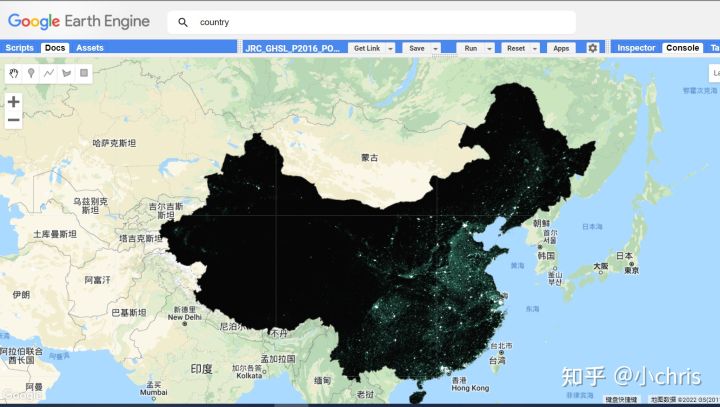 Google Earth Engine
country
Scripts Docs Assets
JRC_GHSL_P2016_PO... Get Link Save Run Reset Apps
Inspector Console Ta
Le
鄂霍次克海
哈萨克斯坦
蒙古
乌兹别克
斯坦
吉尔吉斯
斯坦
土库曼斯坦
塔吉克斯坦
朝鲜
首尔
韩国
日本海
日本
东京
大阪
釜山
黄海
东海
伊朗
阿富汗
巴基斯坦
新德里
New Delhi
尼泊尔
不丹
阿拉伯联合
酋长国
阿曼
印度
孟买
Mumbai
加尔各答
Kolkata
孟加拉国
缅甸
老挝
台北市
台湾
香港
Hong Kong
Google
知乎 @小chris
键盘快捷键 地图数据 ©2022 GS(201